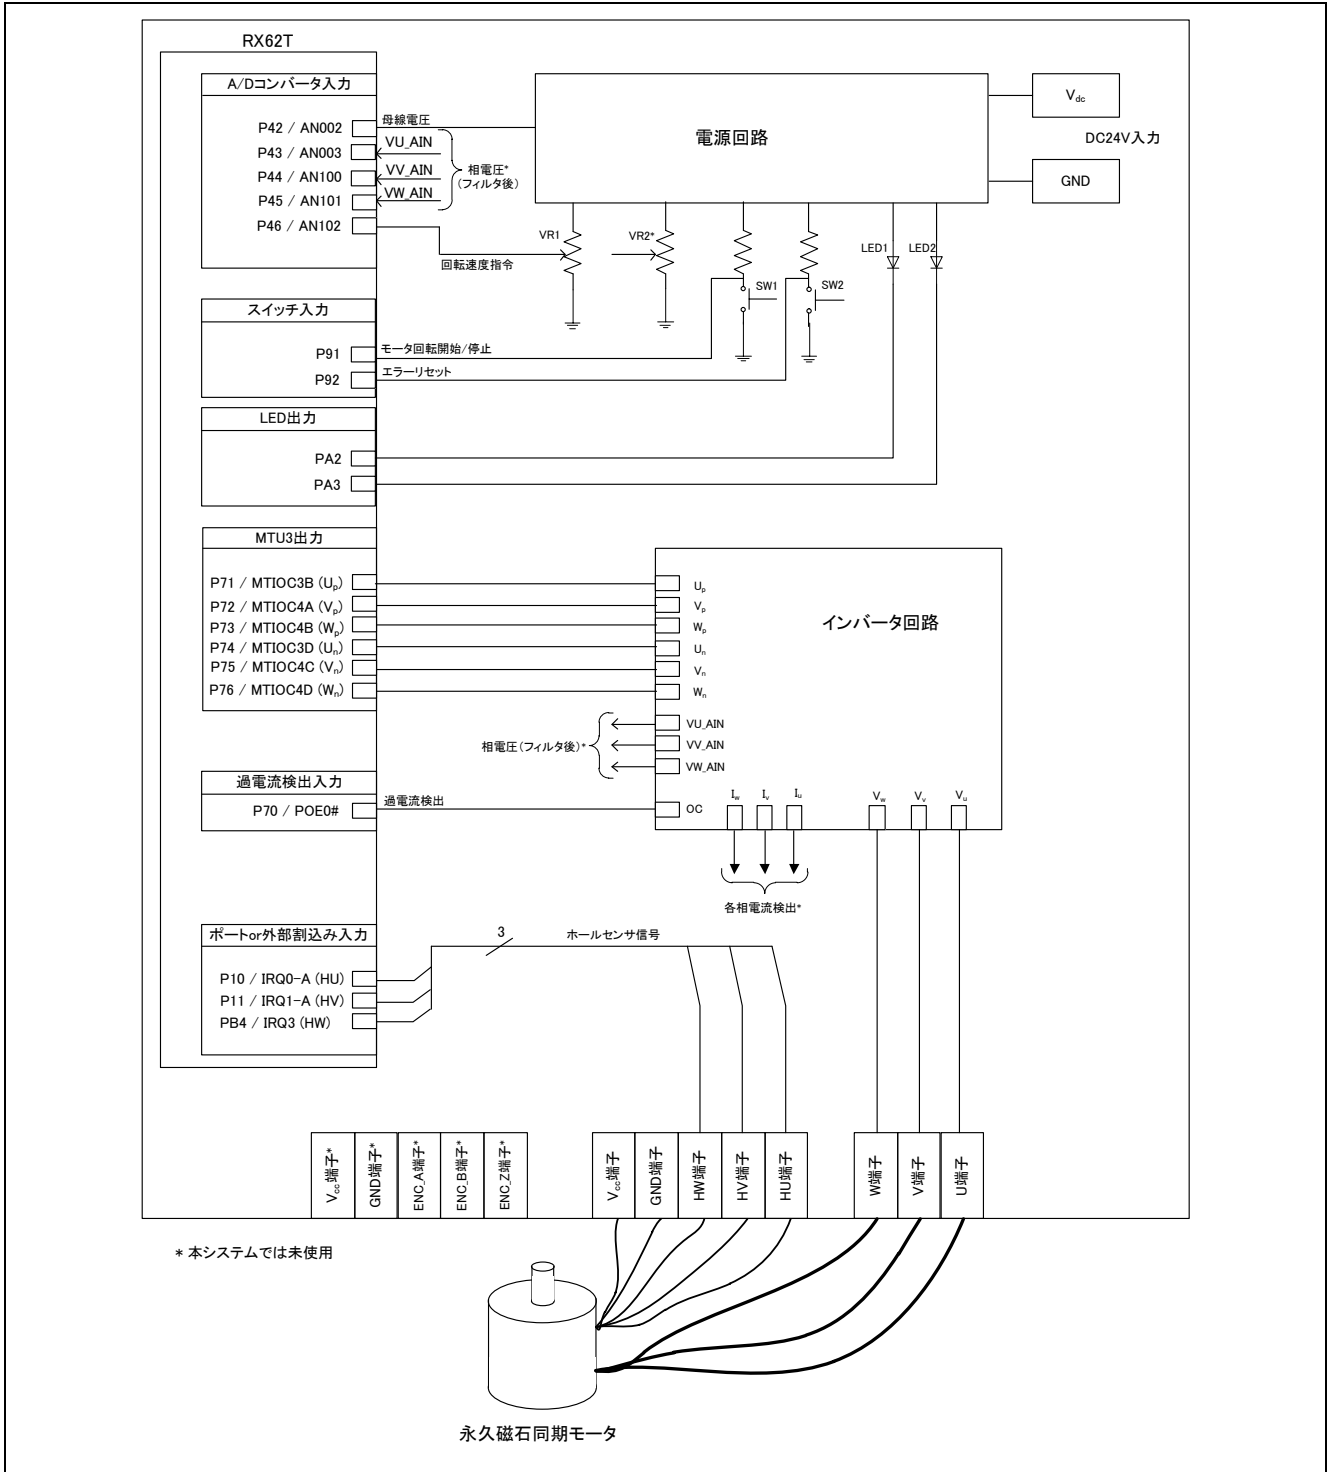 RX62T
A/Dコンバータ入力
P42 / AN002
P43 / AN003
P44 / AN100
P45 / AN101
P46 / AN102
母線電圧
VU_AIN
VV_AIN
VW_AIN
相電圧*
(フィルタ後)
回転速度指令
電源回路
Vdc
DC24V入力
GND
VR1
VR2*
SW1
SW2
LED1
LED2
スイッチ入力
P91
P92
モータ回転開始/停止
エラーリセット
LED出力
PA2
PA3
MTU3出力
P71 / MTIOC3B (Up)
P72 / MTIOC4A (Vp)
P73 / MTIOC4B (Wp)
P74 / MTIOC3D (Un)
P75 / MTIOC4C (Vn)
P76 / MTIOC4D (Wn)
インバータ回路
Up
Vp
Wp
Un
Vn
Wn
VU_AIN
VV_AIN
VW_AIN
相電圧(フィルタ後)*
OC
Iw
Iv
Iu
Vw
Vv
Vu
各相電流検出*
過電流検出入力
P70 / POE0#
過電流検出
ポートor外部割込み入力
P10 / IRQ0-A (HU)
P11 / IRQ1-A (HV)
PB4 / IRQ3 (HW)
3
ホールセンサ信号
Vcc端子*
GND端子*
ENC_A端子*
ENC_B端子*
ENC_Z端子*
Vcc端子
GND端子
HW端子
HV端子
HU端子
W端子
V端子
U端子
* 本システムでは未使用
永久磁石同期モータ